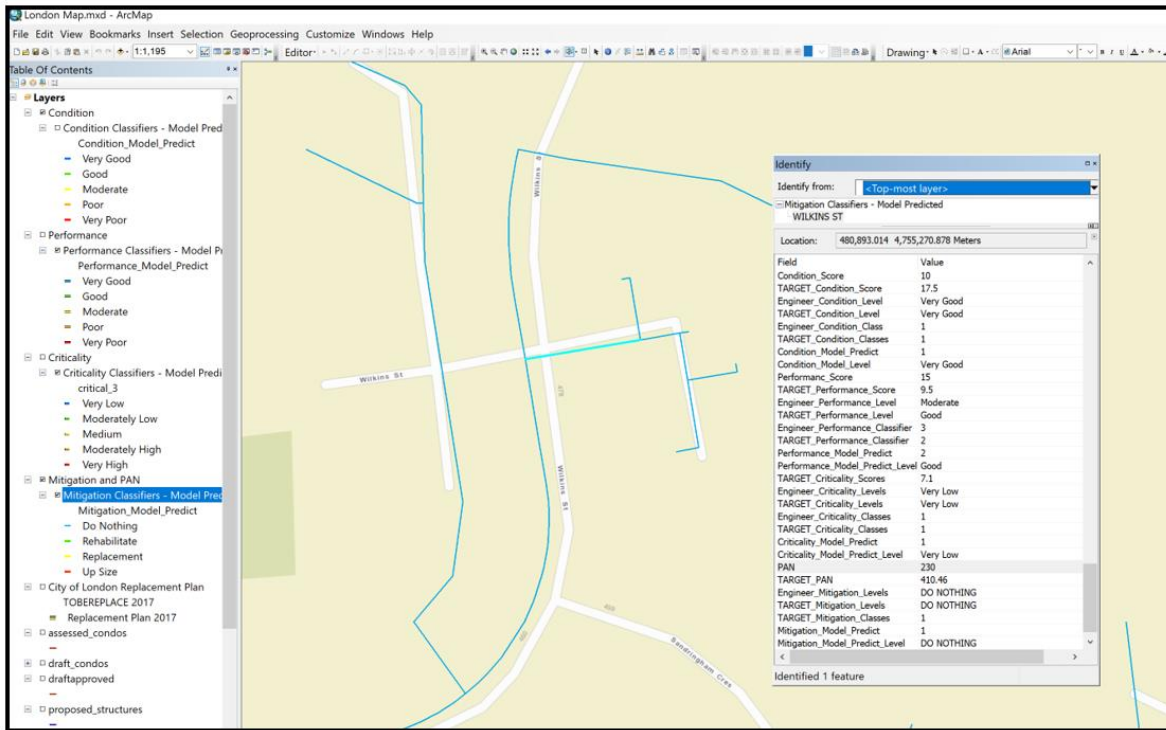 London Map.mxd - ArcMap
File Edit View Bookmarks Insert Selection Geoprocessing Customize Windows Help
1:1,195
Editor
Drawing
Arial
B I U A
Table Of Contents
Layers
Condition
Condition Classifiers - Model Pred
Condition_Model_Predict
Very Good
Good
Moderate
Poor
Very Poor
Performance
Performance Classifiers - Model Pr
Performance_Model_Predict
Very Good
Good
Moderate
Poor
Very Poor
Criticality
Criticality Classifiers - Model Predi
critical_3
Very Low
Moderately Low
Medium
Moderately High
Very High
Mitigation and PAN
Mitigation Classifiers - Model Pred
Mitigation_Model_Predict
Do Nothing
Rehabilitate
Replacement
Up Size
City of London Replacement Plan
TOBEREPLACE 2017
Replacement Plan 2017
assessed_condos
draft_condos
draftapproved
proposed_structures
Wilkins S
Wilkins St
Wilkins St
Sandringham Cres
Identify
Identify from: <Top-most layer>
Mitigation Classifiers - Model Predicted
WILKINS ST
Location: 480,893.014 4,755,270.878 Meters
Field Value
Condition_Score 10
TARGET_Condition_Score 17.5
Engineer_Condition_Level Very Good
TARGET_Condition_Level Very Good
Engineer_Condition_Class 1
TARGET_Condition_Classes 1
Condition_Model_Predict 1
Condition_Model_Level Very Good
Performanc_Score 15
TARGET_Performance_Score 9.5
Engineer_Performance_Level Moderate
TARGET_Performance_Level Good
Engineer_Performance_Classifier 3
TARGET_Performance_Classifier 2
Performance_Model_Predict 2
Performance_Model_Predict_Level Good
TARGET_Criticality_Scores 7.1
Engineer_Criticality_Levels Very Low
TARGET_Criticality_Levels Very Low
Engineer_Criticality_Classes 1
TARGET_Criticality_Classes 1
Criticality_Model_Predict 1
Criticality_Model_Predict_Level Very Low
PAN 230
TARGET_PAN 410.46
Engineer_Mitigation_Levels DO NOTHING
TARGET_Mitigation_Levels DO NOTHING
TARGET_Mitigation_Classes 1
Mitigation_Model_Predict 1
Mitigation_Model_Predict_Level DO NOTHING
Identified 1 feature